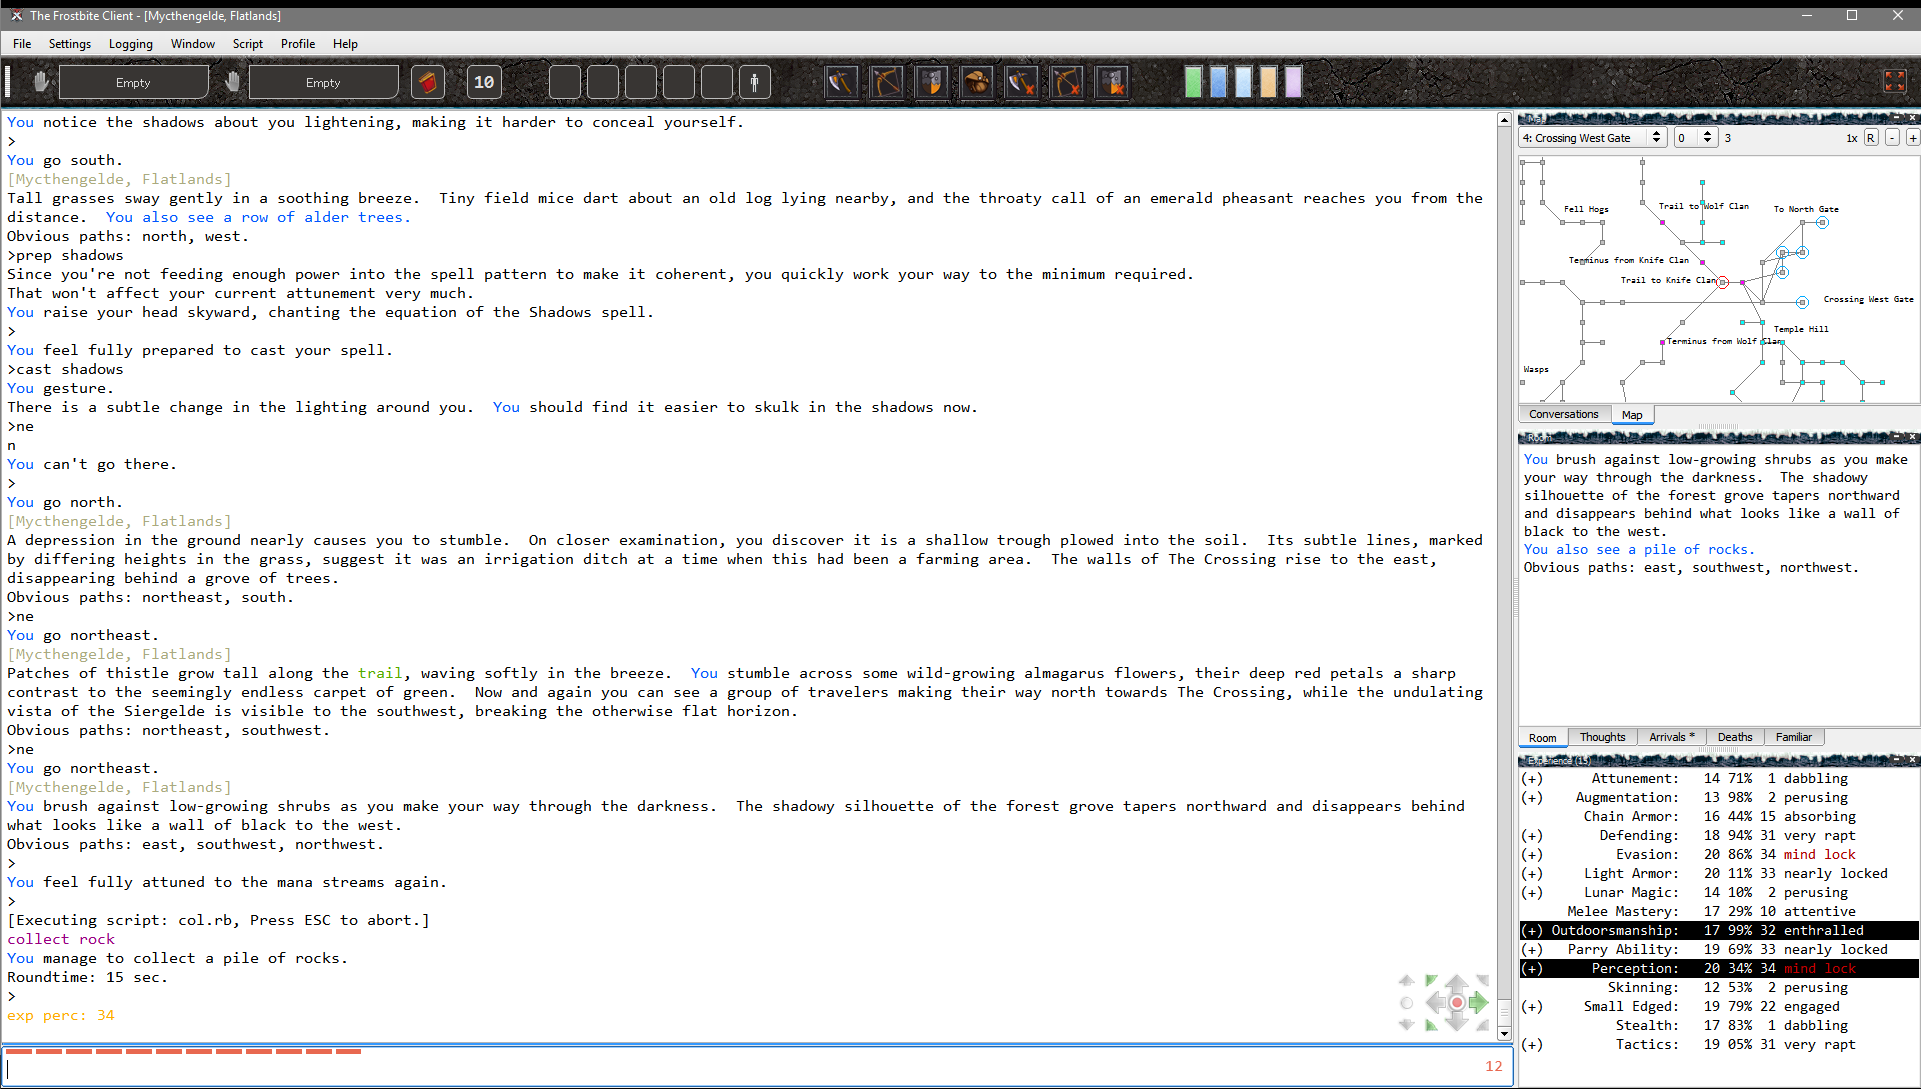 The Frostbite Client - [Mycthengelde, Flatlands]
File Settings Logging Window Script Profile Help
Empty Empty 10
You notice the shadows about you lightening, making it harder to conceal yourself.
>
You go south.
[Mycthengelde, Flatlands]
Tall grasses sway gently in a soothing breeze.  Tiny field mice dart about an old log lying nearby, and the throaty call of an emerald pheasant reaches you from the
distance.  You also see a row of alder trees.
Obvious paths: north, west.
>prep shadows
Since you're not feeding enough power into the spell pattern to make it coherent, you quickly work your way to the minimum required.
That won't affect your current attunement very much.
You raise your head skyward, chanting the equation of the Shadows spell.
>
You feel fully prepared to cast your spell.
>cast shadows
You gesture.
There is a subtle change in the lighting around you.  You should find it easier to skulk in the shadows now.
>ne
n
You can't go there.
>
You go north.
[Mycthengelde, Flatlands]
A depression in the ground nearly causes you to stumble.  On closer examination, you discover it is a shallow trough plowed into the soil.  Its subtle lines, marked
by differing heights in the grass, suggest it was an irrigation ditch at a time when this had been a farming area.  The walls of The Crossing rise to the east,
disappearing behind a grove of trees.
Obvious paths: northeast, south.
>ne
You go northeast.
[Mycthengelde, Flatlands]
Patches of thistle grow tall along the trail, waving softly in the breeze.  You stumble across some wild-growing almagarus flowers, their deep red petals a sharp
contrast to the seemingly endless carpet of green.  Now and again you can see a group of travelers making their way north towards The Crossing, while the undulating
vista of the Siergelde is visible to the southwest, breaking the otherwise flat horizon.
Obvious paths: northeast, southwest.
>ne
You go northeast.
[Mycthengelde, Flatlands]
You brush against low-growing shrubs as you make your way through the darkness.  The shadowy silhouette of the forest grove tapers northward and disappears behind
what looks like a wall of black to the west.
Obvious paths: east, southwest, northwest.
>
You feel fully attuned to the mana streams again.
>
[Executing script: col.rb, Press ESC to abort.]
collect rock
You manage to collect a pile of rocks.
Roundtime: 15 sec.
>
exp perc: 34
12
Map
4: Crossing West Gate 0 3 1x R - +
Fell Hogs
Trail to Wolf Clan
To North Gate
Terminus from Knife Clan
Trail to Knife Clan
Crossing West Gate
Temple Hill
Terminus from Wolf Clan
Wasps
Conversations Map
Room
You brush against low-growing shrubs as you make
your way through the darkness.  The shadowy
silhouette of the forest grove tapers northward
and disappears behind what looks like a wall of
black to the west.
You also see a pile of rocks.
Obvious paths: east, southwest, northwest.
Room Thoughts Arrivals * Deaths Familiar
Experience (15)
(+) Attunement: 14 71% 1 dabbling
(+) Augmentation: 13 98% 2 perusing
Chain Armor: 16 44% 15 absorbing
(+) Defending: 18 94% 31 very rapt
(+) Evasion: 20 86% 34 mind lock
(+) Light Armor: 20 11% 33 nearly locked
(+) Lunar Magic: 14 10% 2 perusing
Melee Mastery: 17 29% 10 attentive
(+) Outdoorsmanship: 17 99% 32 enthralled
(+) Parry Ability: 19 69% 33 nearly locked
(+) Perception: 20 34% 34 mind lock
Skinning: 12 53% 2 perusing
(+) Small Edged: 19 79% 22 engaged
Stealth: 17 83% 1 dabbling
(+) Tactics: 19 05% 31 very rapt